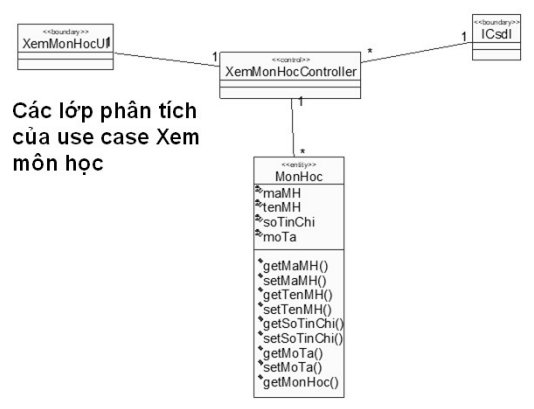 <<boundary>>
XemMonHocUI
1
<<control>>
XemMonHocController
1
*
1
<<boundary>>
ICsdl
Các lớp phân tích
của use case Xem
môn học
*
<<entity>>
MonHoc
maMH
tenMH
soTinChi
moTa
getMaMH()
setMaMH()
getTenMH()
setTenMH()
getSoTinChi()
setSoTinChi()
getMoTa()
setMoTa()
getMonHoc()